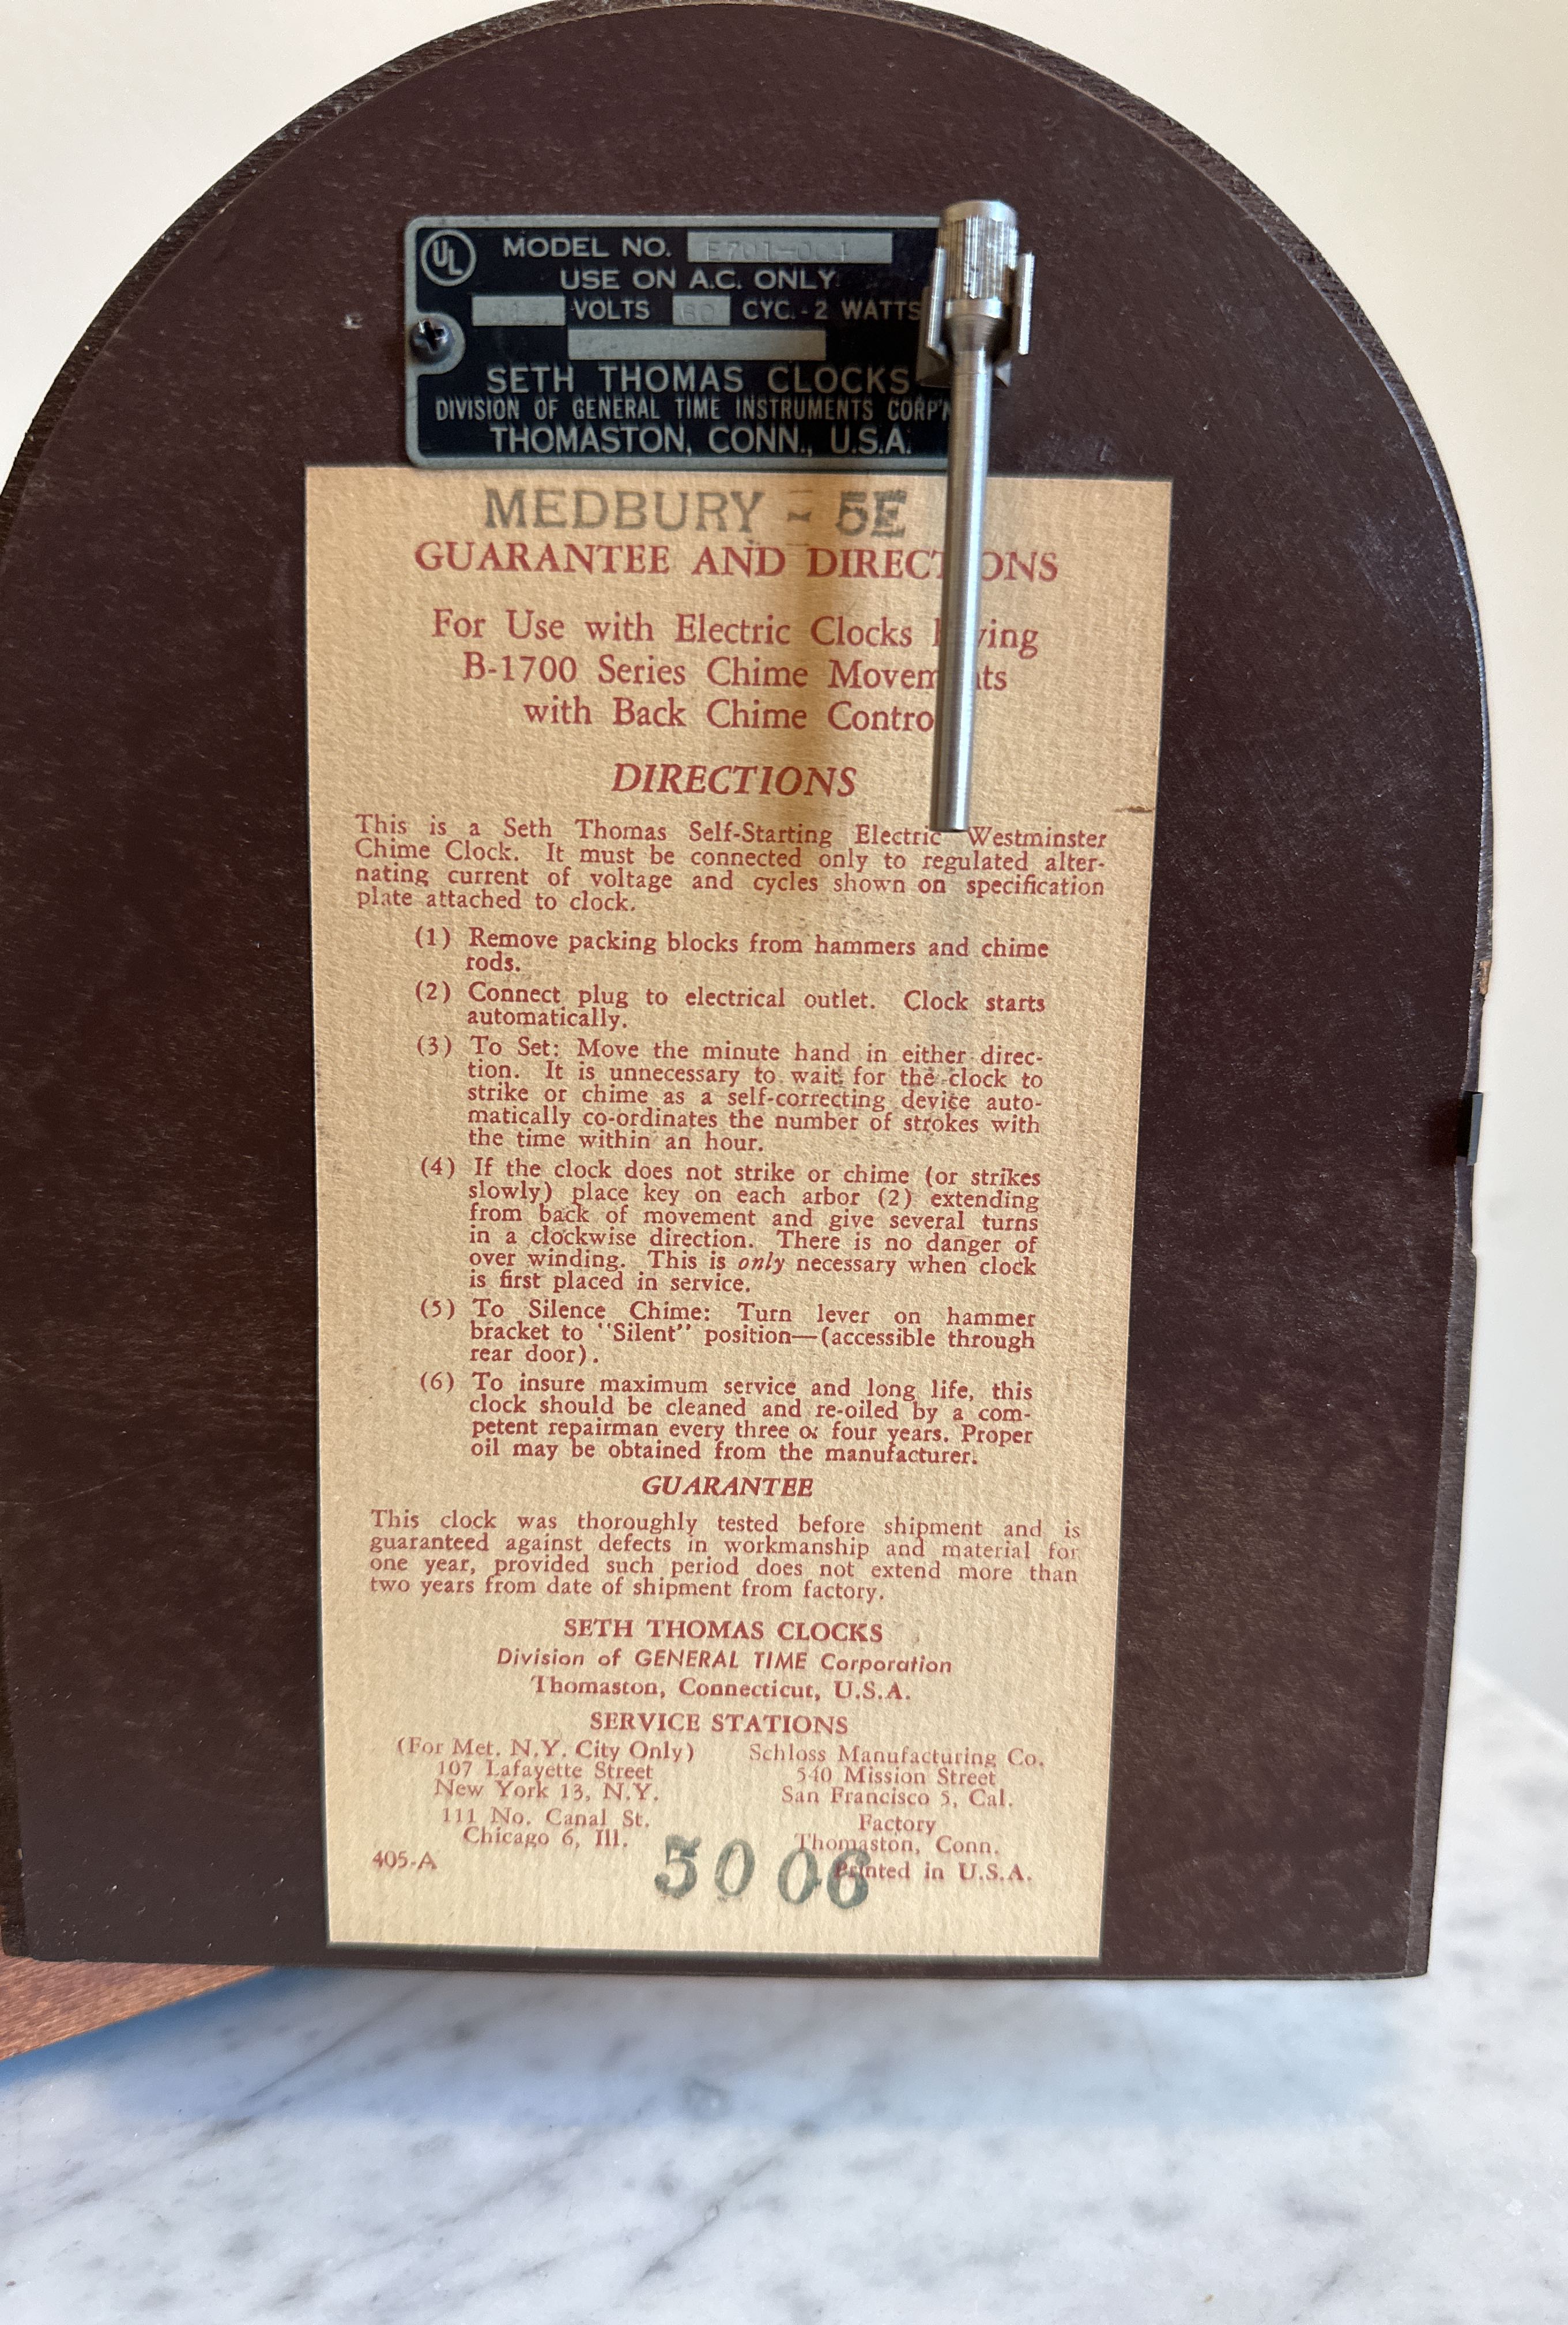 UL MODEL NO. E701-001
USE ON A.C. ONLY
VOLTS 60 CYC. - 2 WATTS
SETH THOMAS CLOCKS
DIVISION OF GENERAL TIME INSTRUMENTS CORP'N
THOMASTON, CONN., U.S.A.
MEDBURY - 5E
GUARANTEE AND DIRECT ONS
For Use with Electric Clocks ving
B-1700 Series Chime Movem ts
with Back Chime Contro
DIRECTIONS
This is a Seth Thomas Self-Starting Electric Westminster
Chime Clock. It must be connected only to regulated alter-
nating current of voltage and cycles shown on specification
plate attached to clock.
(1) Remove packing blocks from hammers and chime
rods.
(2) Connect plug to electrical outlet. Clock starts
automatically.
(3) To Set: Move the minute hand in either direc-
tion. It is unnecessary to wait for the clock to
strike or chime as a self-correcting device auto-
matically co-ordinates the number of strokes with
the time within an hour.
(4) If the clock does not strike or chime (or strikes
slowly) place key on each arbor (2) extending
from back of movement and give several turns
in a clockwise direction. There is no danger of
over winding. This is only necessary when clock
is first placed in service.
(5) To Silence Chime: Turn lever on hammer
bracket to "Silent" position—(accessible through
rear door).
(6) To insure maximum service and long life, this
clock should be cleaned and re-oiled by a com-
petent repairman every three or four years. Proper
oil may be obtained from the manufacturer.
GUARANTEE
This clock was thoroughly tested before shipment and is
guaranteed against defects in workmanship and material for
one year, provided such period does not extend more than
two years from date of shipment from factory.
SETH THOMAS CLOCKS
Division of GENERAL TIME Corporation
Thomaston, Connecticut, U.S.A.
SERVICE STATIONS
(For Met. N.Y. City Only)
107 Lafayette Street
New York 13, N.Y.
111 No. Canal St.
Chicago 6, Ill.
Schloss Manufacturing Co.
540 Mission Street
San Francisco 5, Cal.
Factory
Thomaston, Conn.
405-A
5006
Printed in U.S.A.